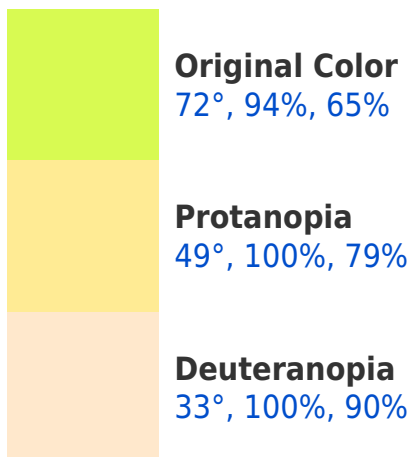 Original Color
72°, 94%, 65%
Protanopia
49°, 100%, 79%
Deuteranopia
33°, 100%, 90%